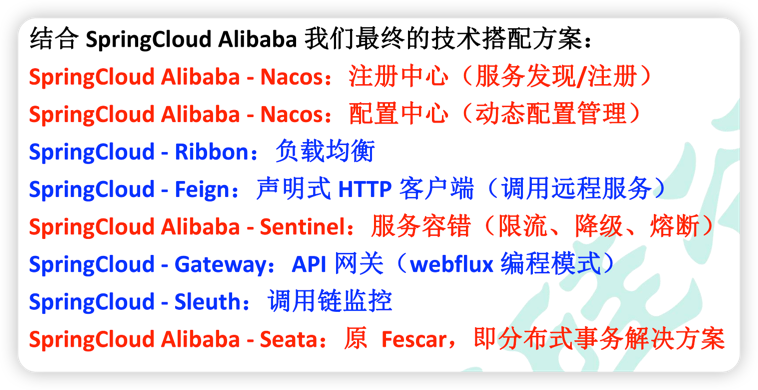 结合 SpringCloud Alibaba 我们最终的技术搭配方案：
SpringCloud Alibaba - Nacos：注册中心（服务发现/注册）
SpringCloud Alibaba - Nacos：配置中心（动态配置管理）
SpringCloud - Ribbon：负载均衡
SpringCloud - Feign：声明式 HTTP 客户端（调用远程服务）
SpringCloud Alibaba - Sentinel：服务容错（限流、降级、熔断）
SpringCloud - Gateway：API 网关（webflux 编程模式）
SpringCloud - Sleuth：调用链监控
SpringCloud Alibaba - Seata：原 Fescar，即分布式事务解决方案